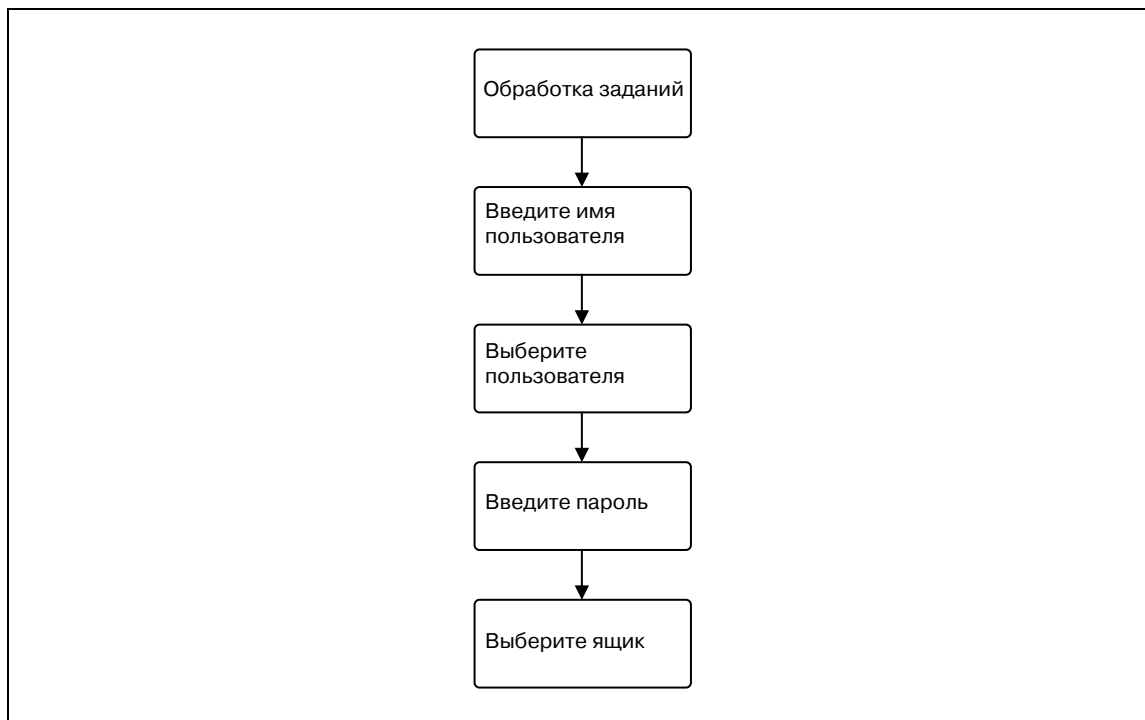 Обработка заданий
Введите имя
пользователя
Выберите
пользователя
Введите пароль
Выберите ящик